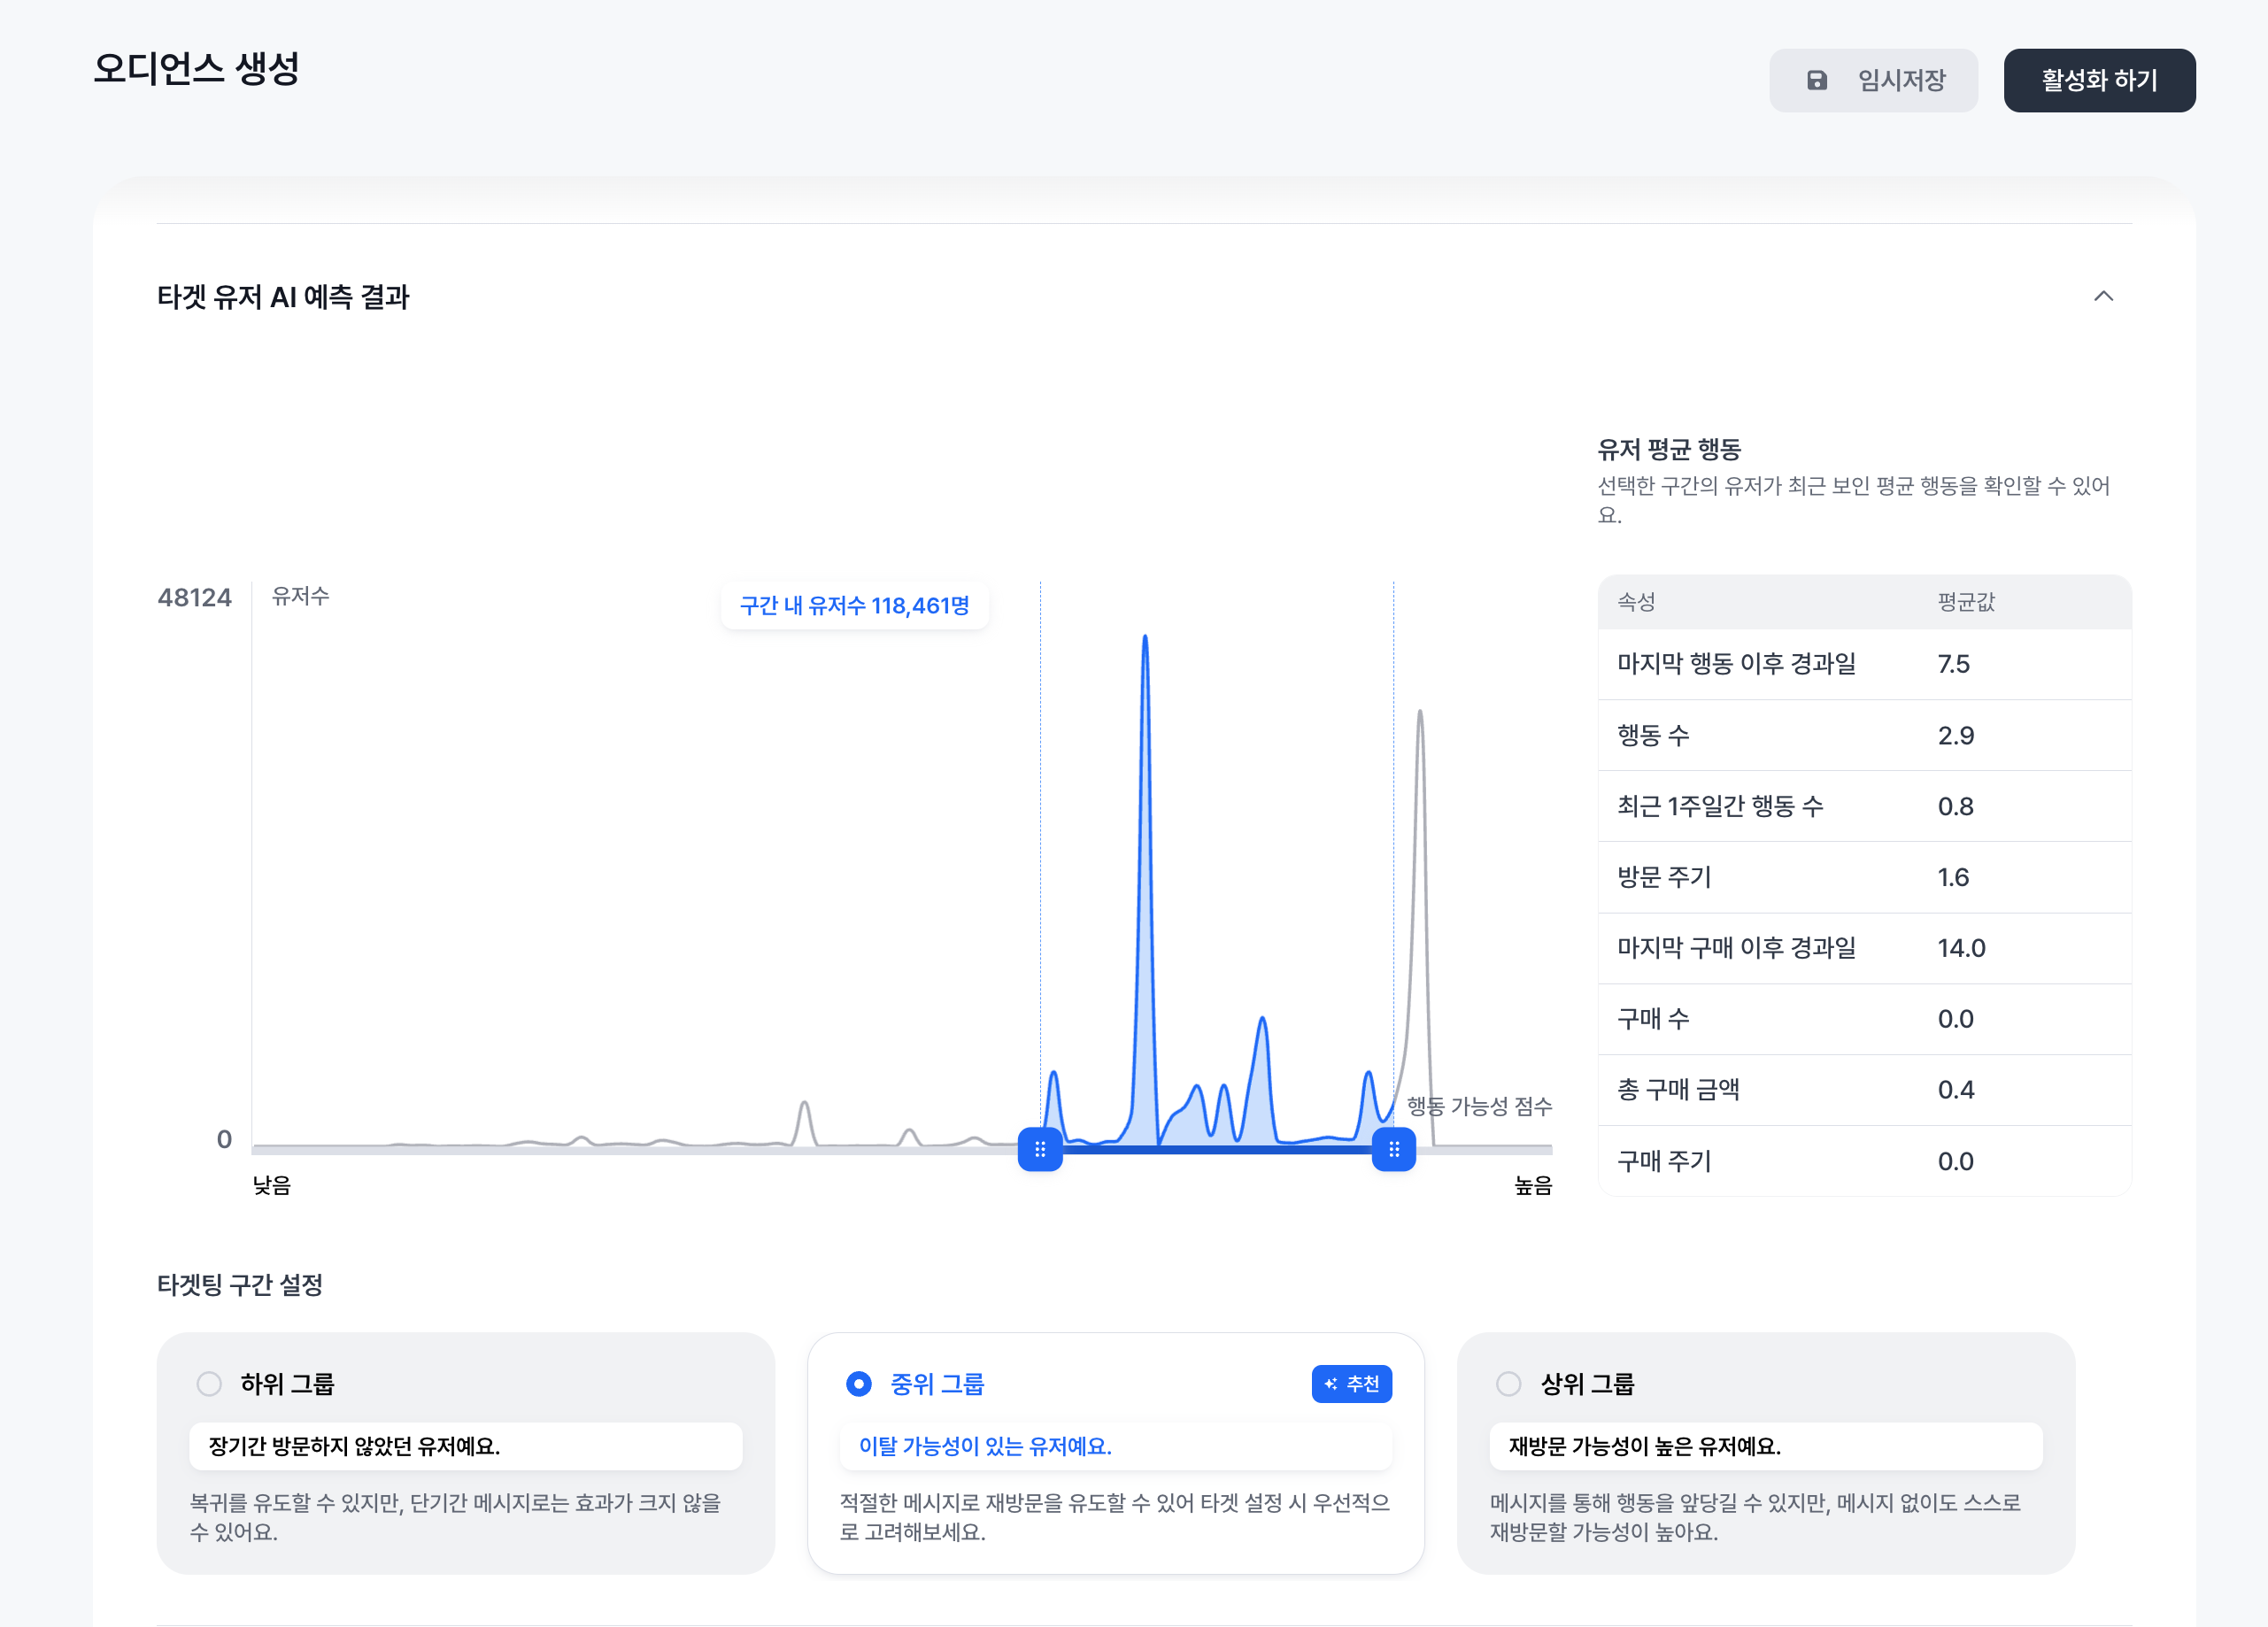 오디언스 생성
임시저장
활성화 하기
타겟 유저 AI 예측 결과
유저 평균 행동
선택한 구간의 유저가 최근 보인 평균 행동을 확인할 수 있어
요.
48124
유저수
구간 내 유저수 118,461명
행동 가능성 점수
0
낮음
높음
속성 평균값
마지막 행동 이후 경과일 7.5
행동 수 2.9
최근 1주일간 행동 수 0.8
방문 주기 1.6
마지막 구매 이후 경과일 14.0
구매 수 0.0
총 구매 금액 0.4
구매 주기 0.0
타겟팅 구간 설정
하위 그룹
장기간 방문하지 않았던 유저예요.
복귀를 유도할 수 있지만, 단기간 메시지로는 효과가 크지 않을
수 있어요.
중위 그룹
추천
이탈 가능성이 있는 유저예요.
적절한 메시지로 재방문을 유도할 수 있어 타겟 설정 시 우선적으
로 고려해보세요.
상위 그룹
재방문 가능성이 높은 유저예요.
메시지를 통해 행동을 앞당길 수 있지만, 메시지 없이도 스스로
재방문할 가능성이 높아요.